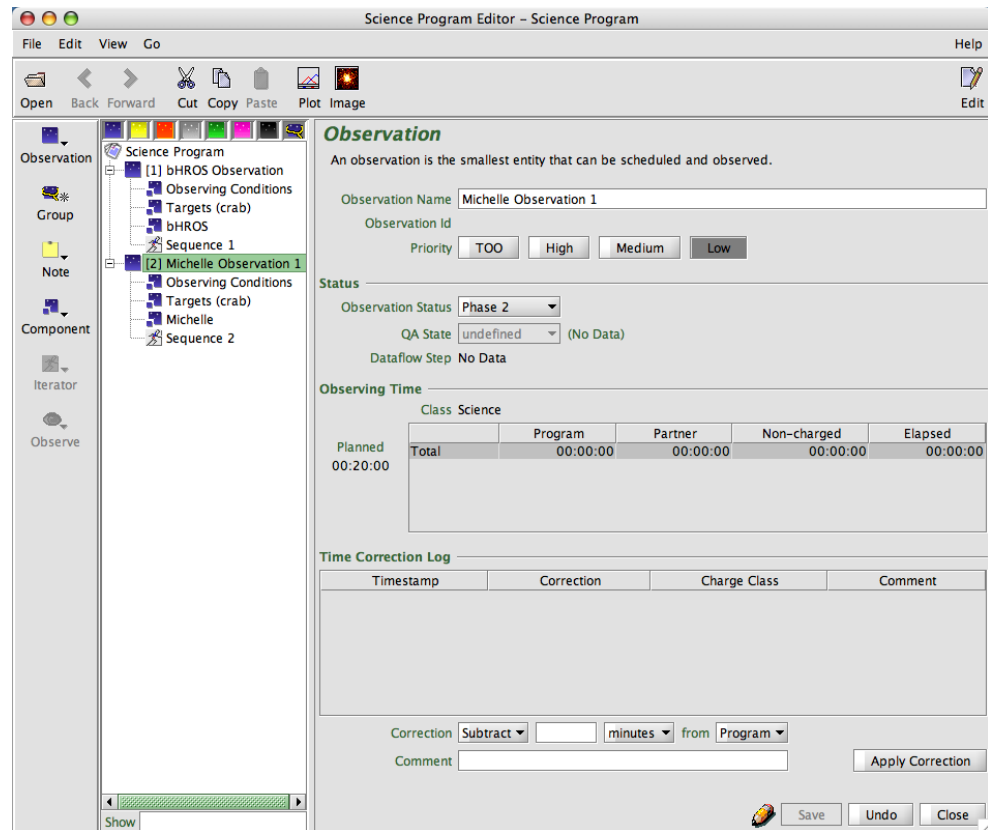 Science Program Editor – Science Program
File Edit View Go Help
Open Back Forward Cut Copy Paste Plot Image Edit
Observation
Group
Note
Component
Iterator
Observe
Science Program
[1] bHROS Observation
Observing Conditions
Targets (crab)
bHROS
Sequence 1
[2] Michelle Observation 1
Observing Conditions
Targets (crab)
Michelle
Sequence 2
Show
Observation
An observation is the smallest entity that can be scheduled and observed.
Observation Name Michelle Observation 1
Observation Id
Priority TOO High Medium Low
Status
Observation Status Phase 2
QA State undefined (No Data)
Dataflow Step No Data
Observing Time
Class Science
Program Partner Non-charged Elapsed
Planned
00:20:00
Total 00:00:00 00:00:00 00:00:00 00:00:00
Time Correction Log
Timestamp Correction Charge Class Comment
Correction Subtract minutes from Program
Comment Apply Correction
Save Undo Close